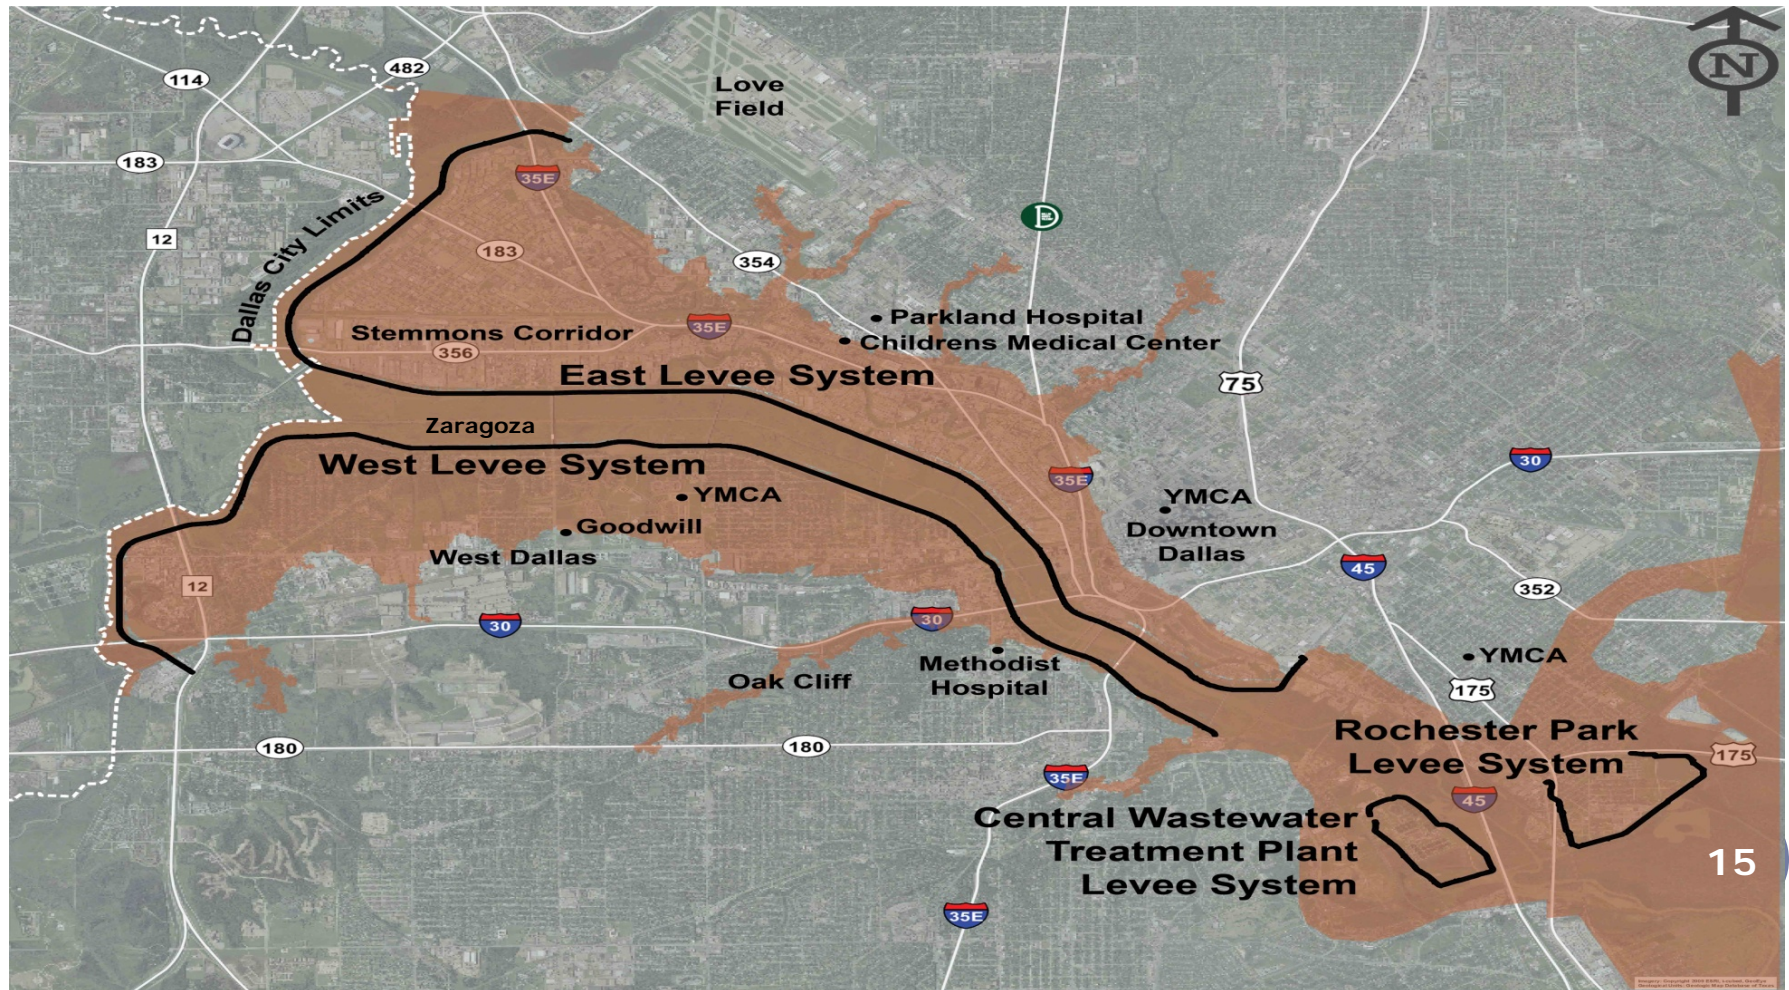 482
114
Love
Field
183
35E
12
Dallas City Limits
183
354
Parkland Hospital
35E
Stemmons Corridor
Childrens Medical Center
356
East Levee System
75
Zaragoza
West Levee System
30
35E
YMCA
YMCA
Goodwill
Downtown
Dallas
West Dallas
45
12
352
30
30
YMCA
Methodist
Hospital
Oak Cliff
175
Rochester Park
Levee System
180
180
175
35E
45
Central Wastewater
Treatment Plant
Levee System
15
35E
N